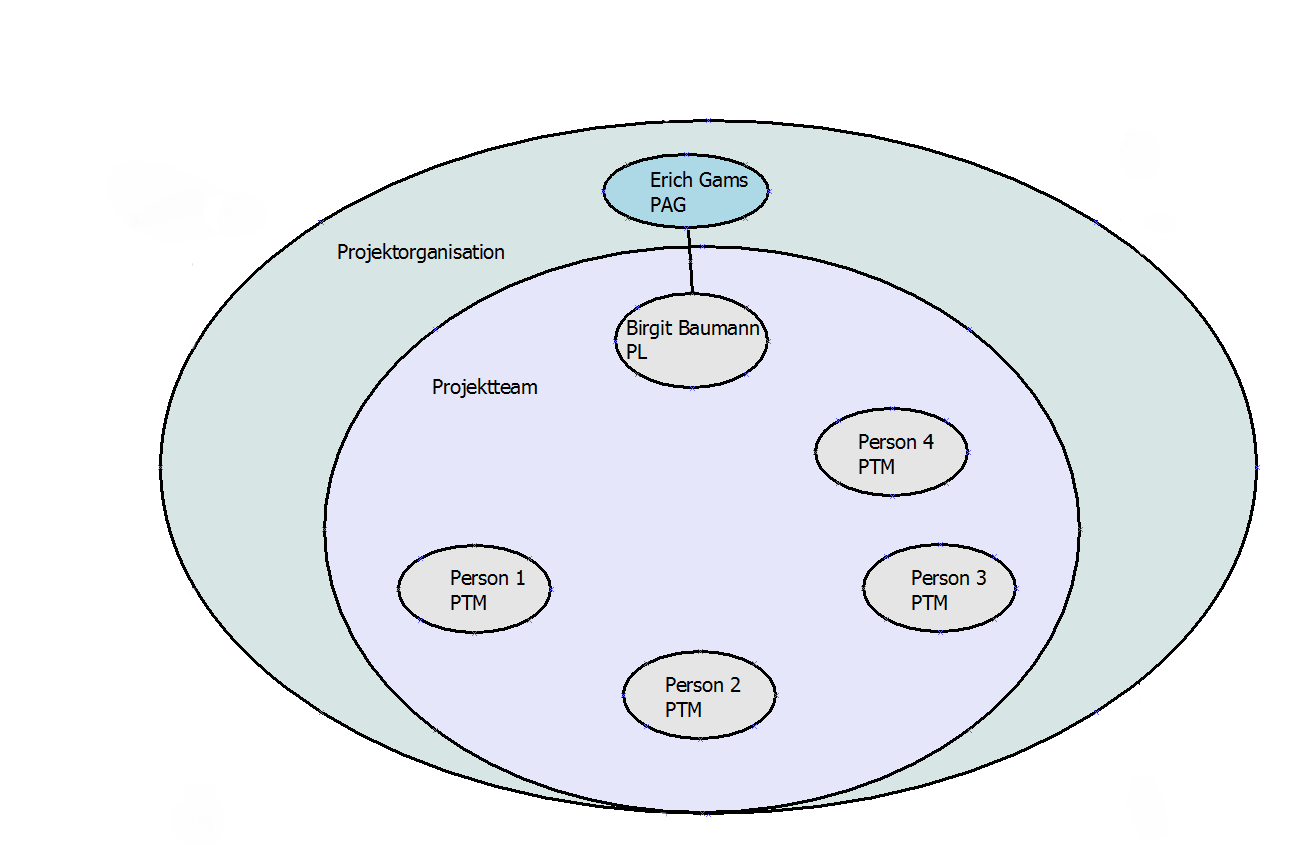 Erich Gams
PAG
Projektorganisation
Birgit Baumann
PL
Projektteam
Person 4
PTM
Person 1
PTM
Person 3
PTM
Person 2
PTM